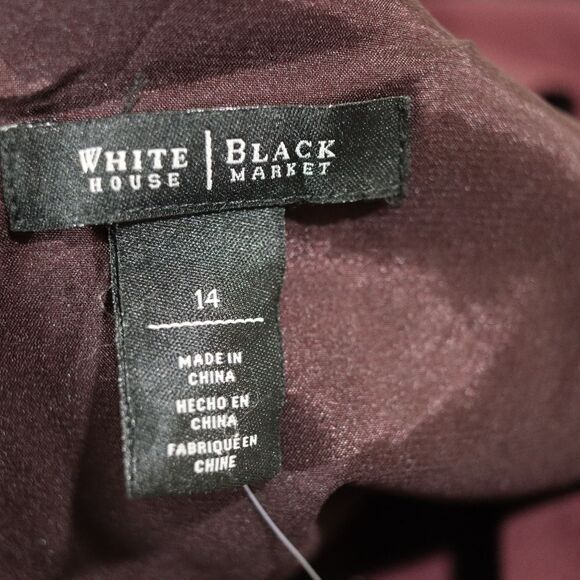 WHITE | BLACK
HOUSE | MARKET
14
MADE IN
CHINA
HECHO EN
CHINA
FABRIQUÉ EN
CHINE